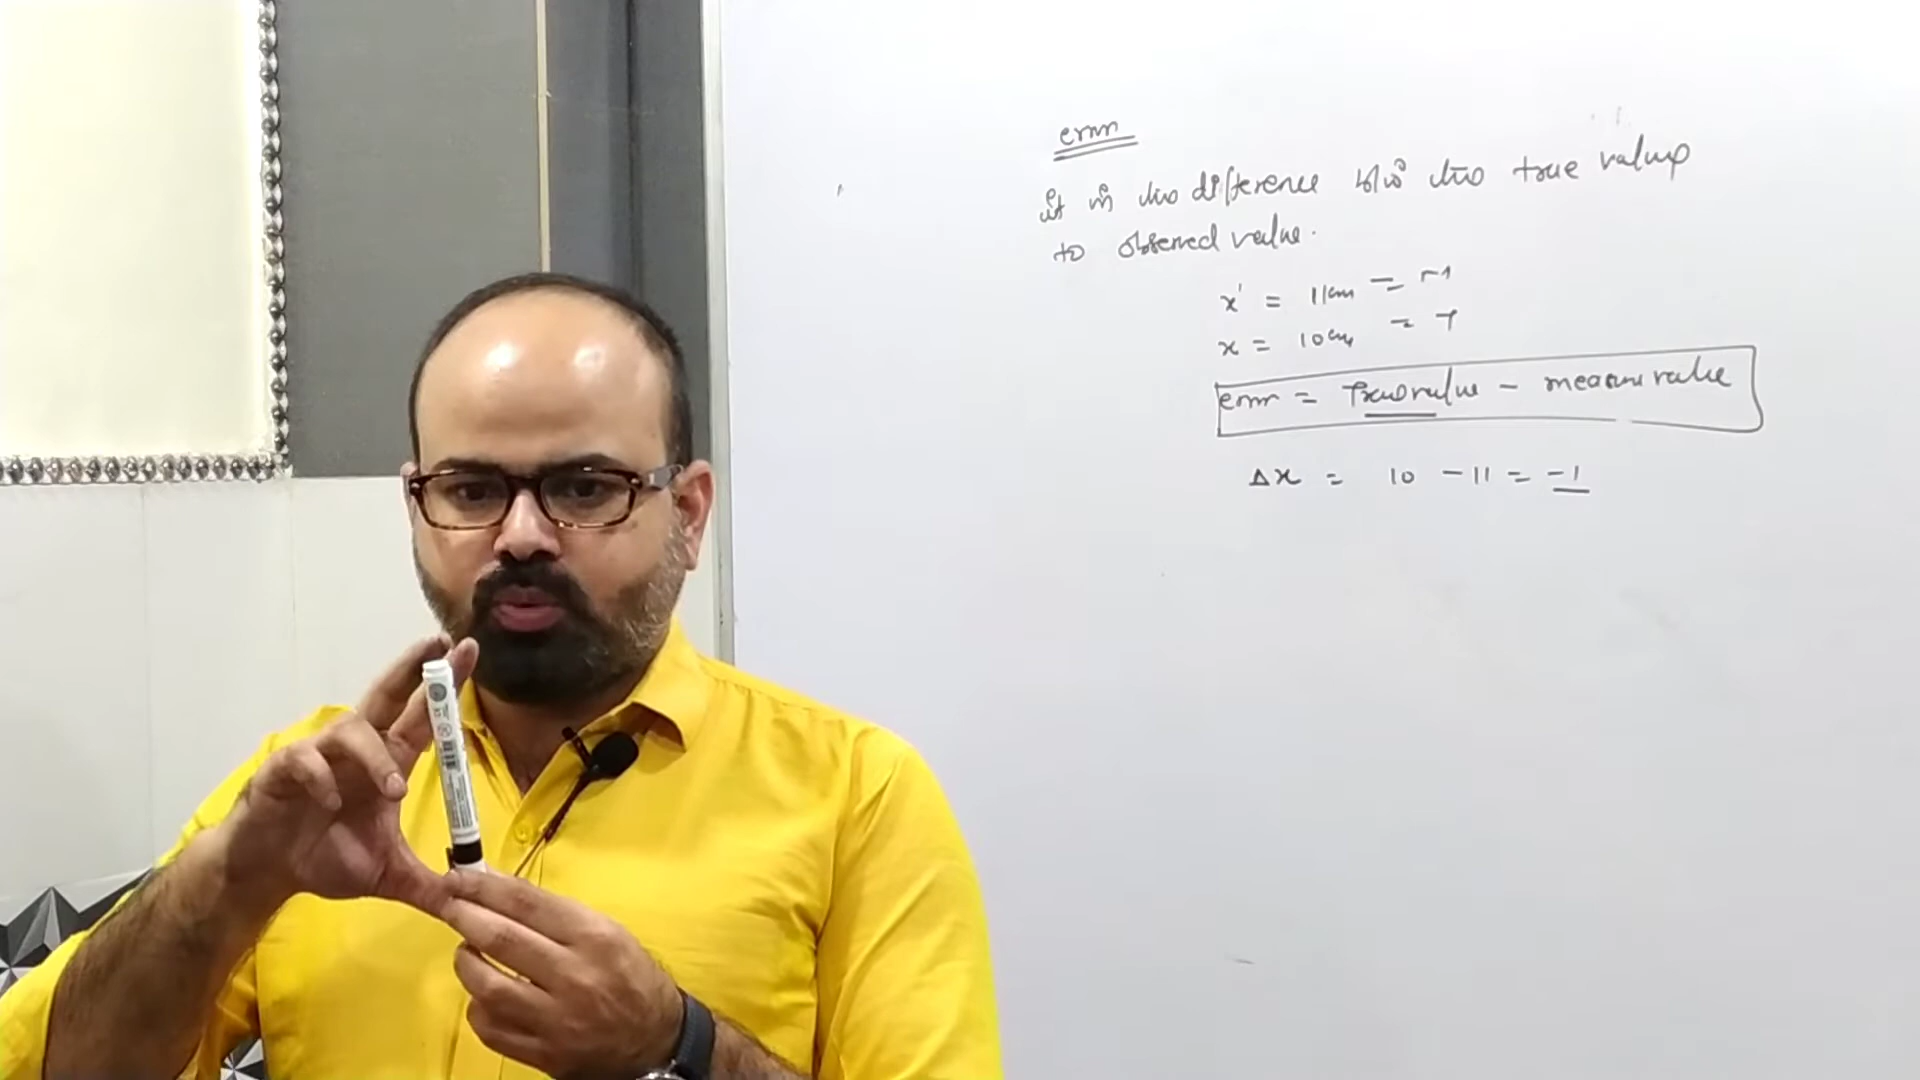 error
it is the difference b/w the true value
to observed value.
x' = 11cm = m
x = 10cm = T
error = True value - measure value
Δx = 10 - 11 = -1